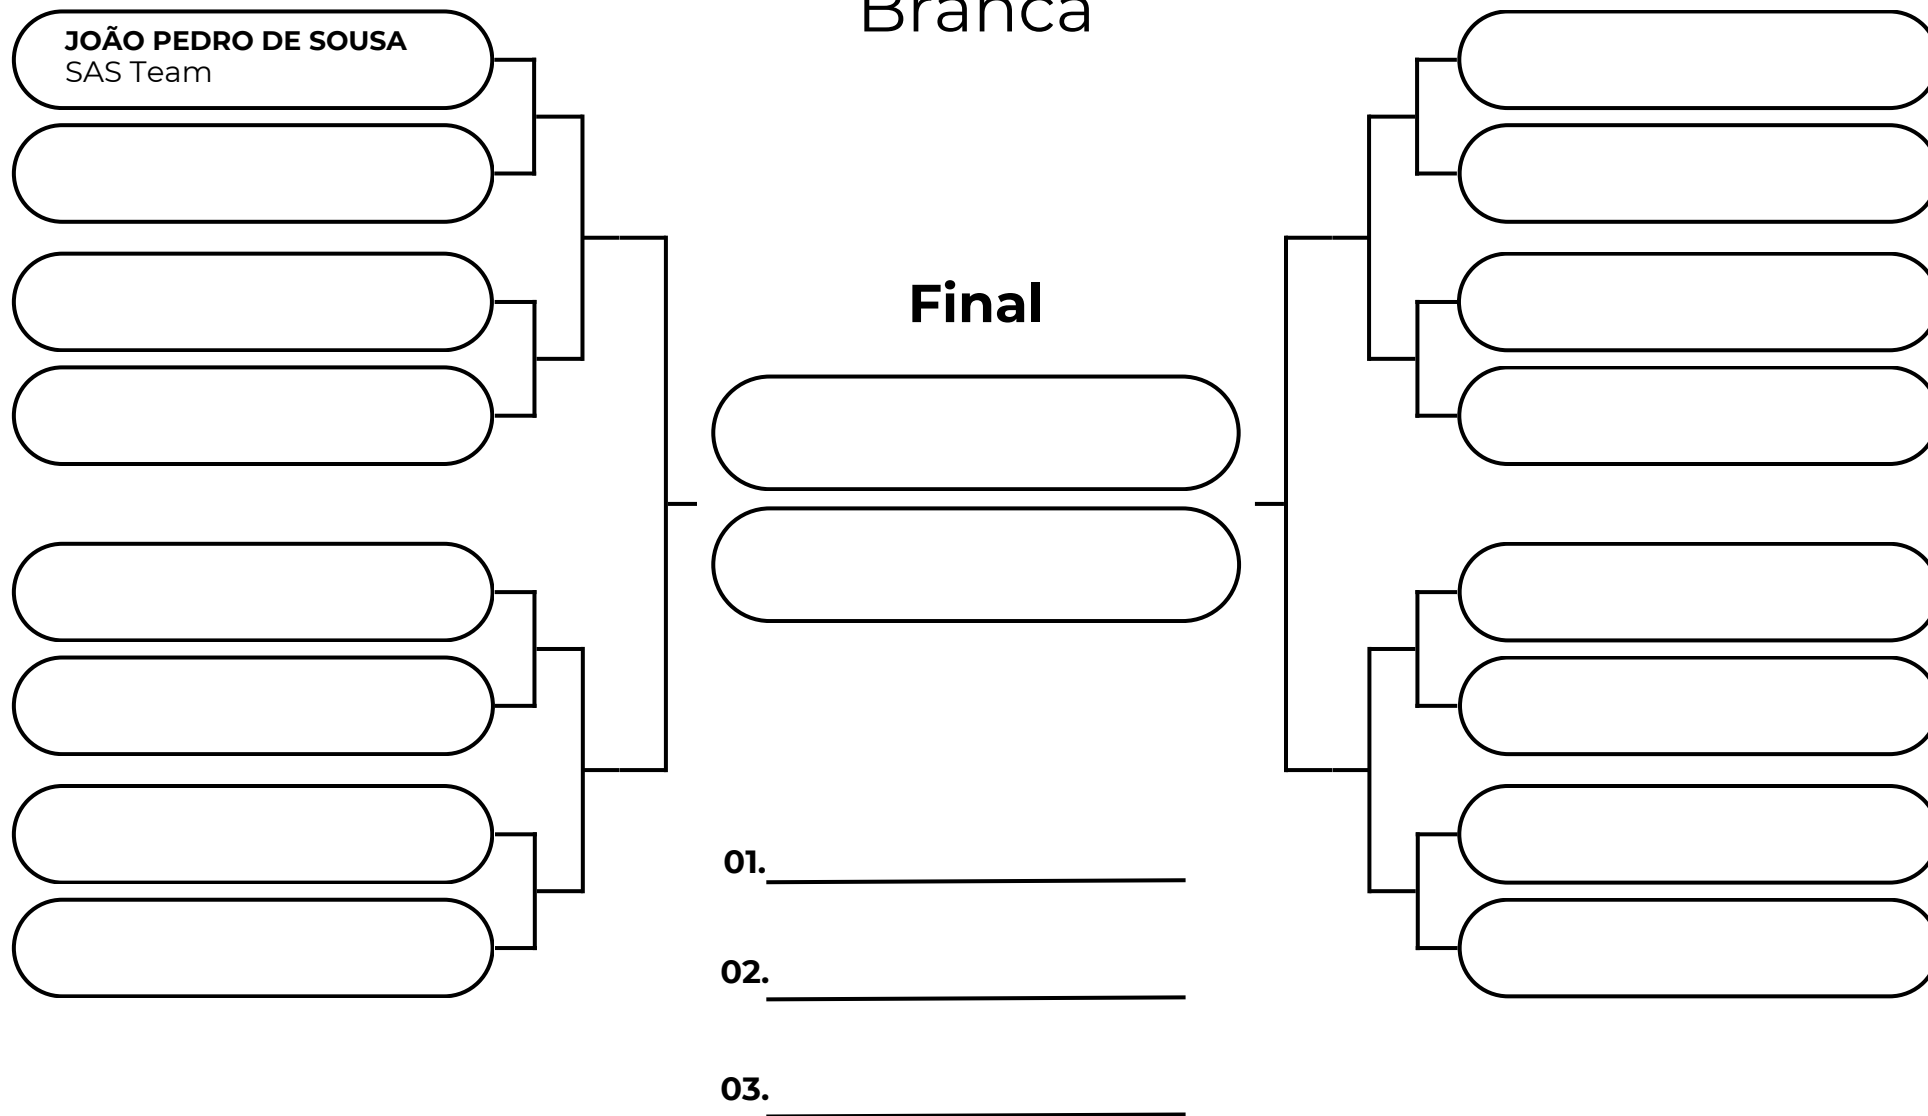 Branca
JOÃO PEDRO DE SOUSA
SAS Team
Final
01.
02.
03.